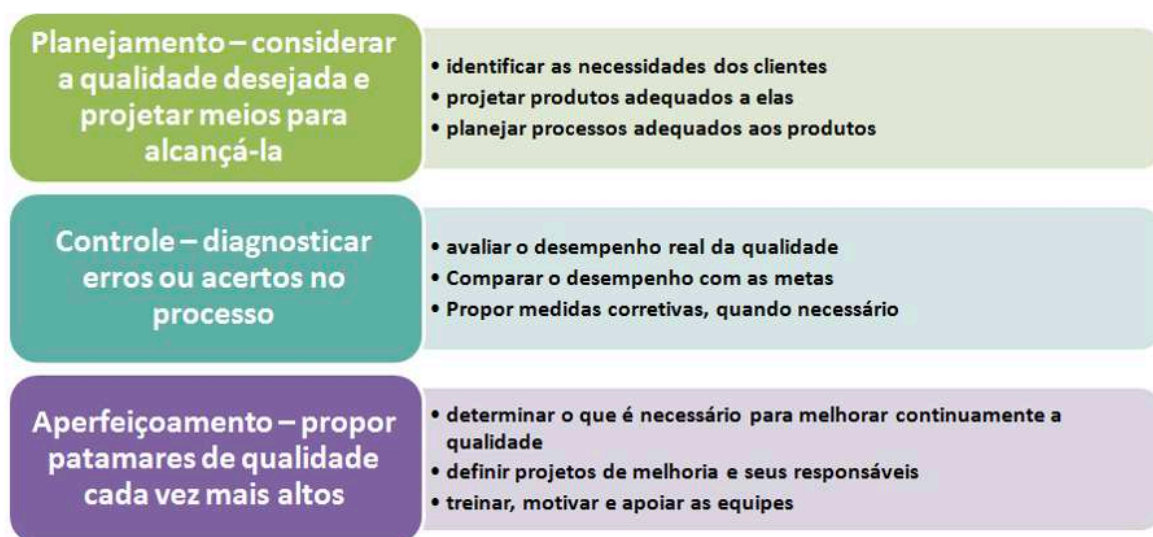 Planejamento – considerar
a qualidade desejada e
projetar meios para
alcançá-la
• identificar as necessidades dos clientes
• projetar produtos adequados a elas
• planejar processos adequados aos produtos
Controle – diagnosticar
erros ou acertos no
processo
• avaliar o desempenho real da qualidade
• Comparar o desempenho com as metas
• Propor medidas corretivas, quando necessário
Aperfeiçoamento – propor
patamares de qualidade
cada vez mais altos
• determinar o que é necessário para melhorar continuamente a
qualidade
• definir projetos de melhoria e seus responsáveis
• treinar, motivar e apoiar as equipes